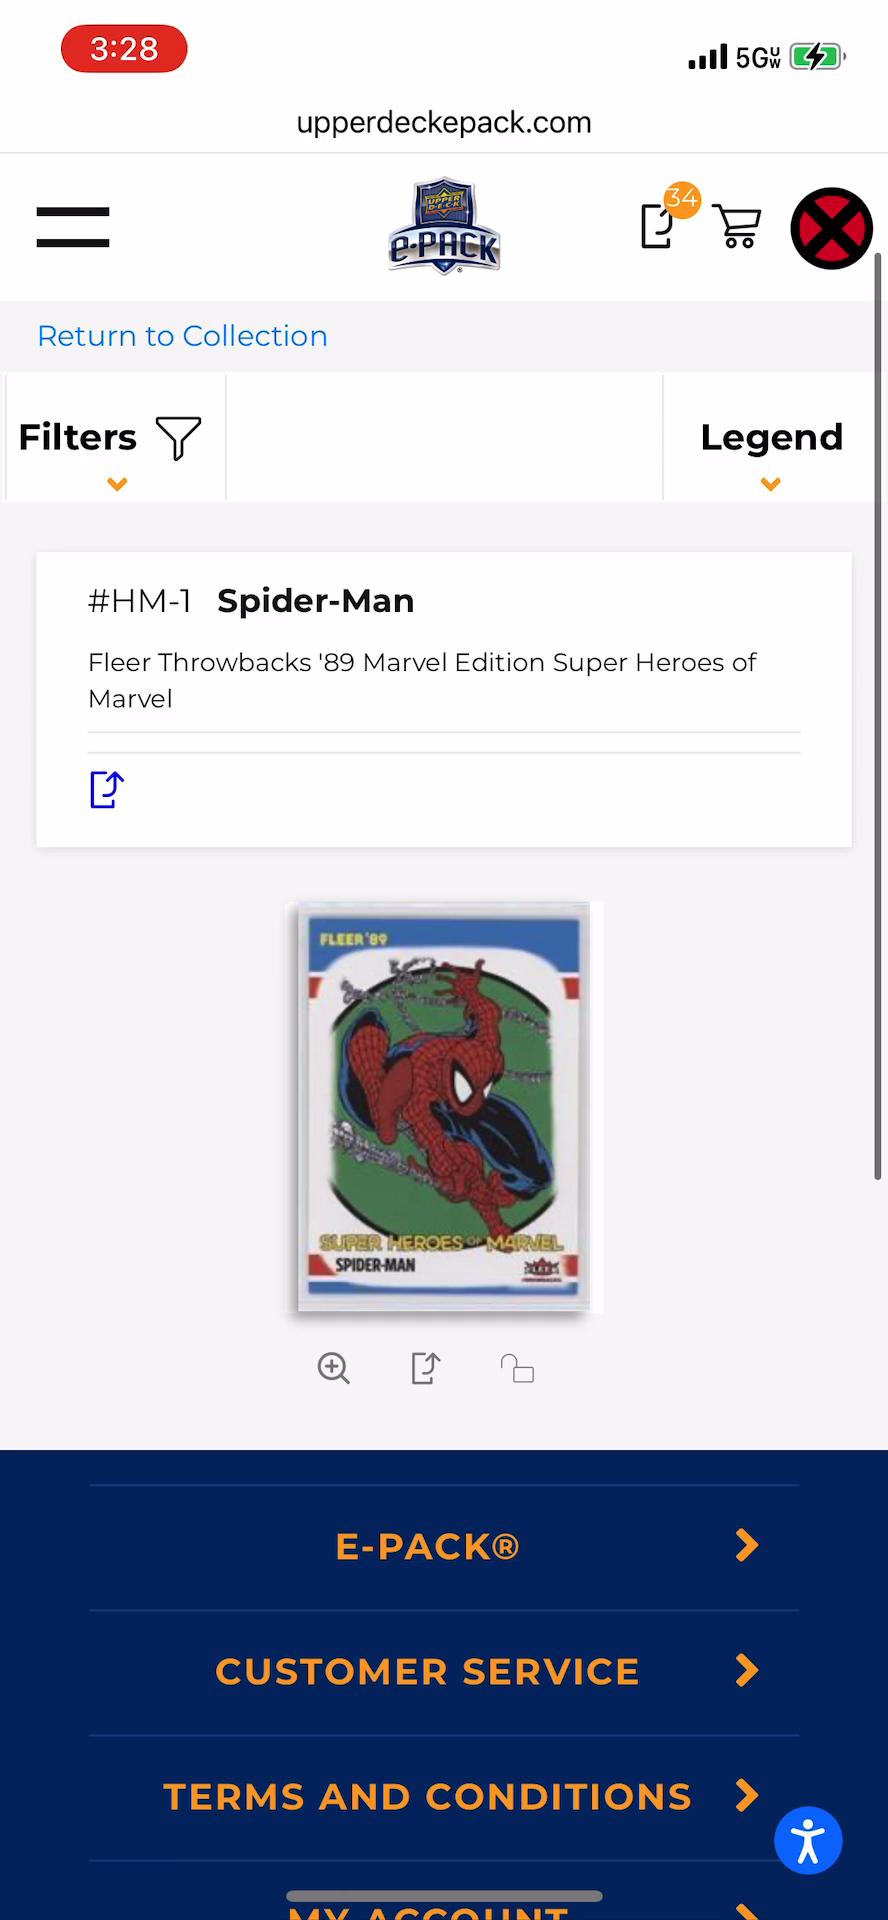 3:28
5G UW
upperdeckepack.com
UPPER
D·E·C·K
e·PACK
34
Return to Collection
Filters
Legend
#HM-1 Spider-Man
Fleer Throwbacks '89 Marvel Edition Super Heroes of
Marvel
FLEER '89
SUPER HEROES OF MARVEL
SPIDER-MAN
E-PACK®
CUSTOMER SERVICE
TERMS AND CONDITIONS
MY ACCOUNT